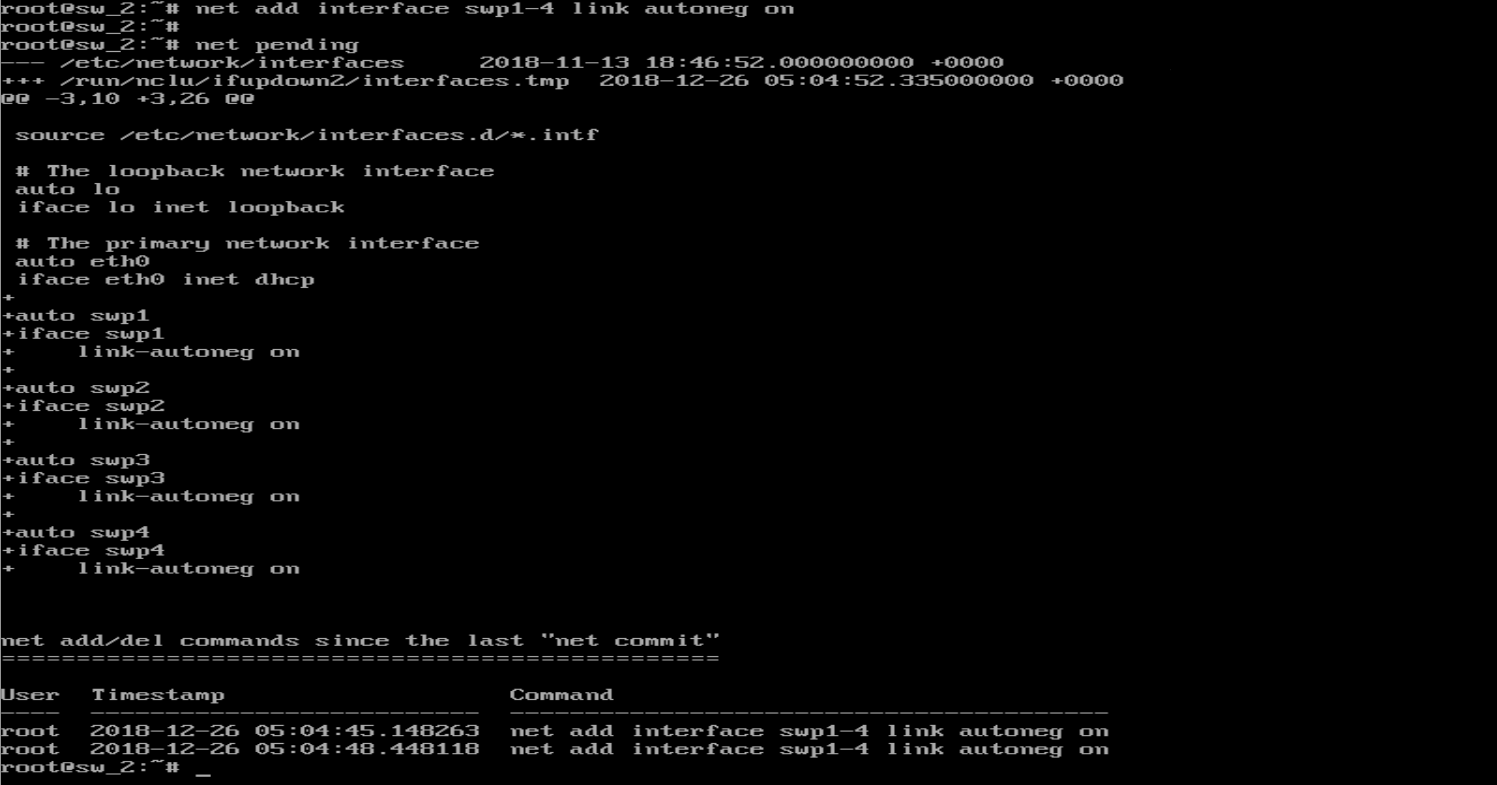 root@sw_2:~# net add interface swp1-4 link autoneg on
root@sw_2:~#
root@sw_2:~# net pending
--- /etc/network/interfaces     2018-11-13 18:46:52.000000000 +0000
+++ /run/nclu/ifupdown2/interfaces.tmp  2018-12-26 05:04:52.335000000 +0000
@@ -3,10 +3,26 @@
 source /etc/network/interfaces.d/*.intf
 # The loopback network interface
 auto lo
 iface lo inet loopback
 # The primary network interface
 auto eth0
 iface eth0 inet dhcp
+
+auto swp1
+iface swp1
+    link-autoneg on
+
+auto swp2
+iface swp2
+    link-autoneg on
+
+auto swp3
+iface swp3
+    link-autoneg on
+
+auto swp4
+iface swp4
+    link-autoneg on
net add/del commands since the last "net commit"
================================================
User  Timestamp                   Command
----  --------------------------  ----------------------------------------
root  2018-12-26 05:04:45.148263  net add interface swp1-4 link autoneg on
root  2018-12-26 05:04:48.448118  net add interface swp1-4 link autoneg on
root@sw_2:~# _